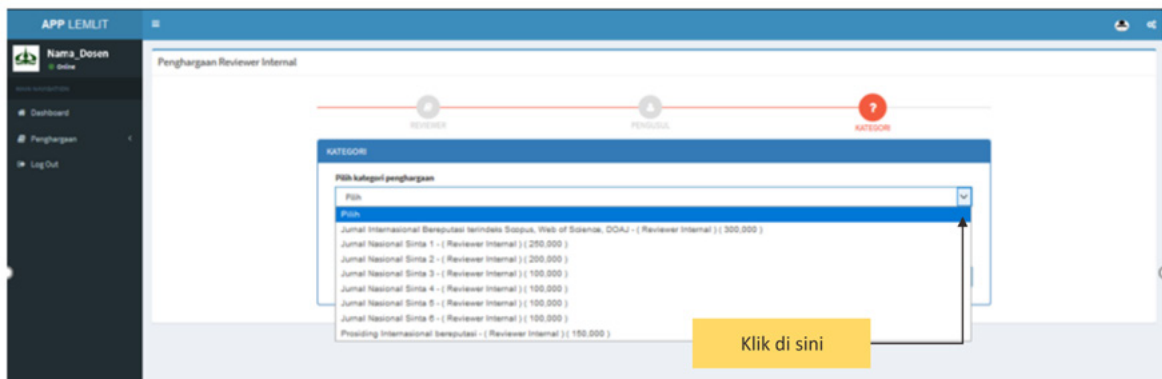 APP LEMLIT
Nama_Dosen
Online
MAIN NAVIGATION
Dashboard
Penghargaan
Log Out
Penghargaan Reviewer Internal
REVIEWER
PENGUSUL
?
KATEGORI
KATEGORI
Pilih kategori penghargaan
Pilih
Pilih
Jurnal Internasional Bereputasi terindeks Scopus, Web of Science, DOAJ - ( Reviewer Internal ) ( 300,000 )
Jurnal Nasional Sinta 1 - ( Reviewer Internal ) ( 250,000 )
Jurnal Nasional Sinta 2 - ( Reviewer Internal ) ( 200,000 )
Jurnal Nasional Sinta 3 - ( Reviewer Internal ) ( 100,000 )
Jurnal Nasional Sinta 4 - ( Reviewer Internal ) ( 100,000 )
Jurnal Nasional Sinta 5 - ( Reviewer Internal ) ( 100,000 )
Jurnal Nasional Sinta 6 - ( Reviewer Internal ) ( 100,000 )
Prosiding Internasional bereputasi - ( Reviewer Internal ) ( 150,000 )
Klik di sini